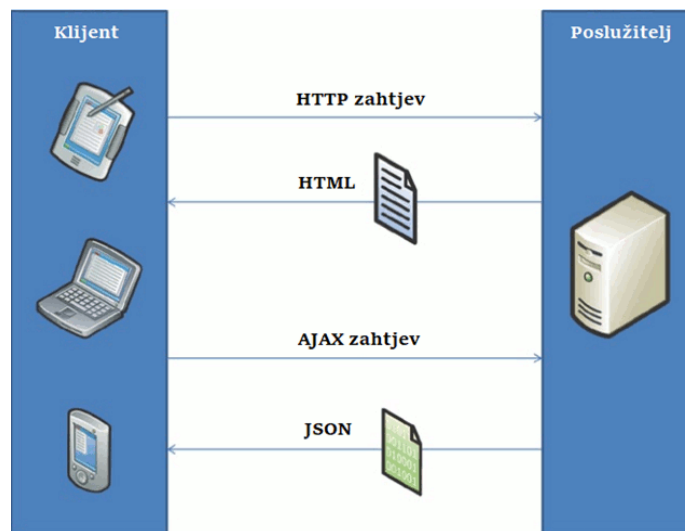 Klijent
Poslužitelj
HTTP zahtjev
HTML
AJAX zahtjev
JSON